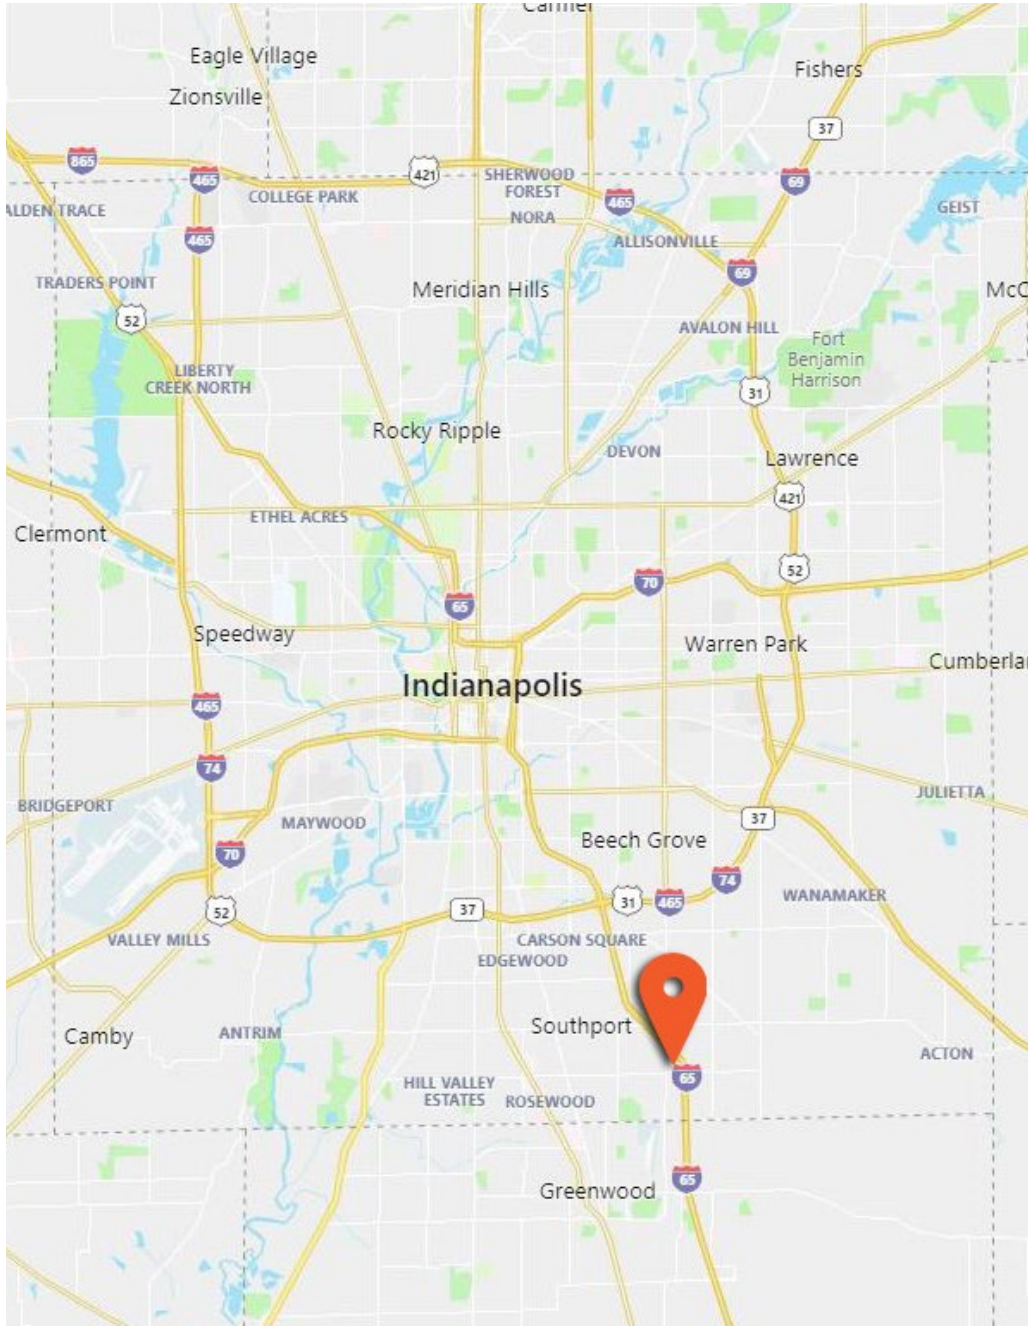 Carmel
Eagle Village
Fishers
Zionsville
37
865
421
465
SHERWOOD
FOREST
69
COLLEGE PARK
465
ALDEN TRACE
NORA
GEIST
465
ALLISONVILLE
69
TRADERS POINT
Meridian Hills
McC
52
AVALON HILL
Fort
Benjamin
Harrison
LIBERTY
CREEK NORTH
31
Rocky Ripple
DEVON
Lawrence
421
ETHEL ACRES
Clermont
52
70
65
Speedway
Warren Park
Cumberlan
Indianapolis
465
74
JULIETTA
BRIDGEPORT
MAYWOOD
37
Beech Grove
70
74
WANAMAKER
31
465
52
37
VALLEY MILLS
CARSON SQUARE
EDGEWOOD
Southport
Camby
ANTRIM
ACTON
65
HILL VALLEY
ESTATES
ROSEWOOD
65
Greenwood